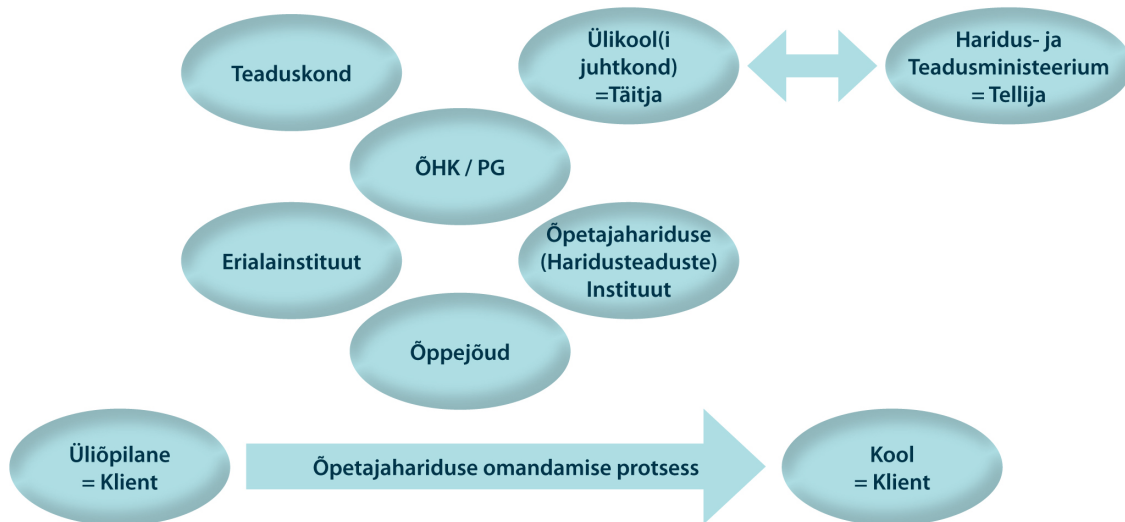 Teaduskond
Ülikool(i
juhtkond)
=Täitja
Haridus- ja
Teadusministeerium
= Tellija
ÕHK / PG
Erialainstituut
Õpetajahariduse
(Haridusteaduste)
Instituut
Õppejõud
Üliõpilane
= Klient
Õpetajahariduse omandamise protsess
Kool
= Klient